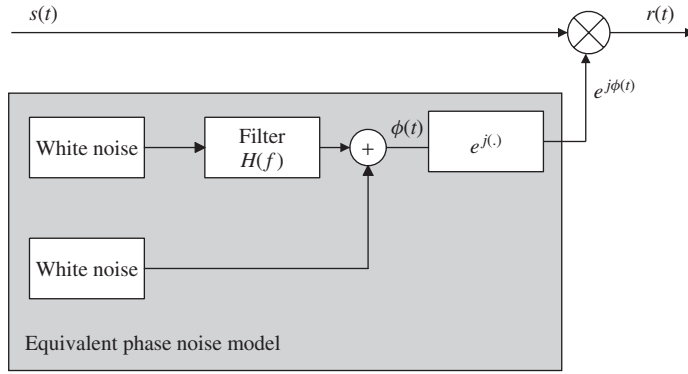 s(t)
r(t)
e^{jϕ(t)}
White noise
Filter
H(f)
+
ϕ(t)
e^{j(.)}
White noise
Equivalent phase noise model